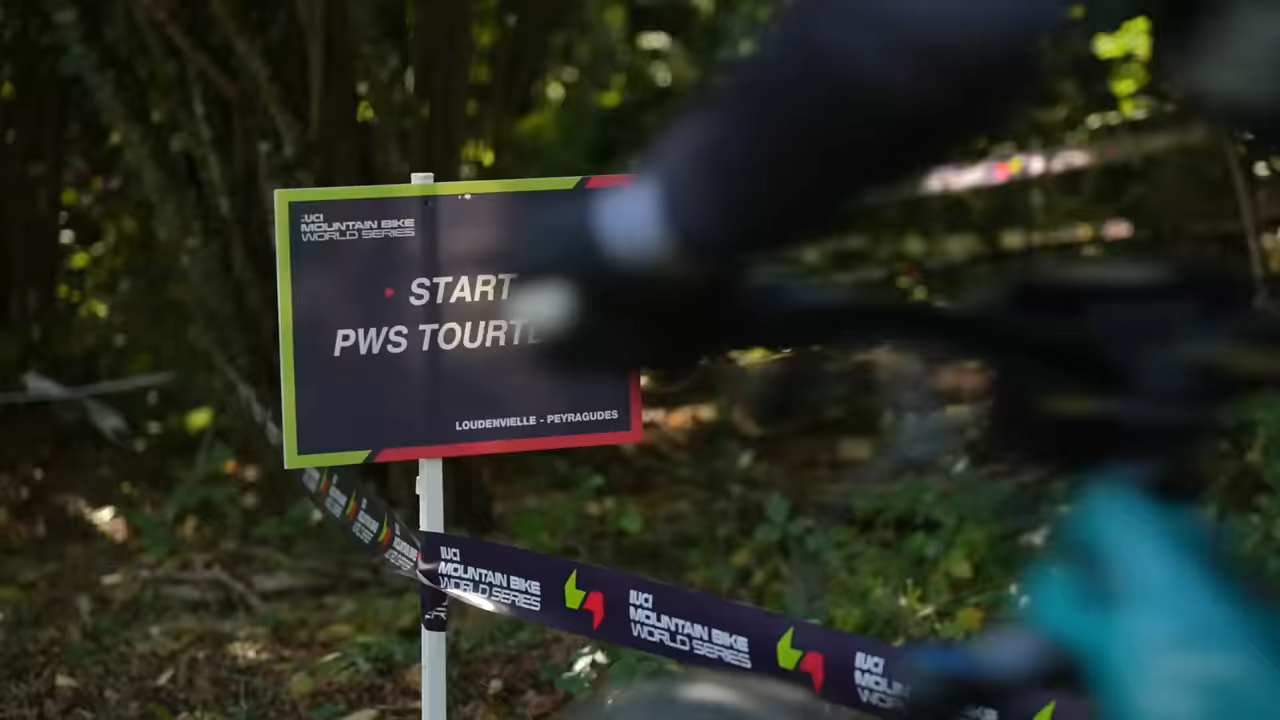 UCI
MOUNTAIN BIKE
WORLD SERIES
START
PWS
LOUDENVIELLE - PEYRAGUDES
UCI
MOUNTAIN BIKE
WORLD SERIES
UCI
MOUNTAIN BIKE
WORLD SERIES
UCI